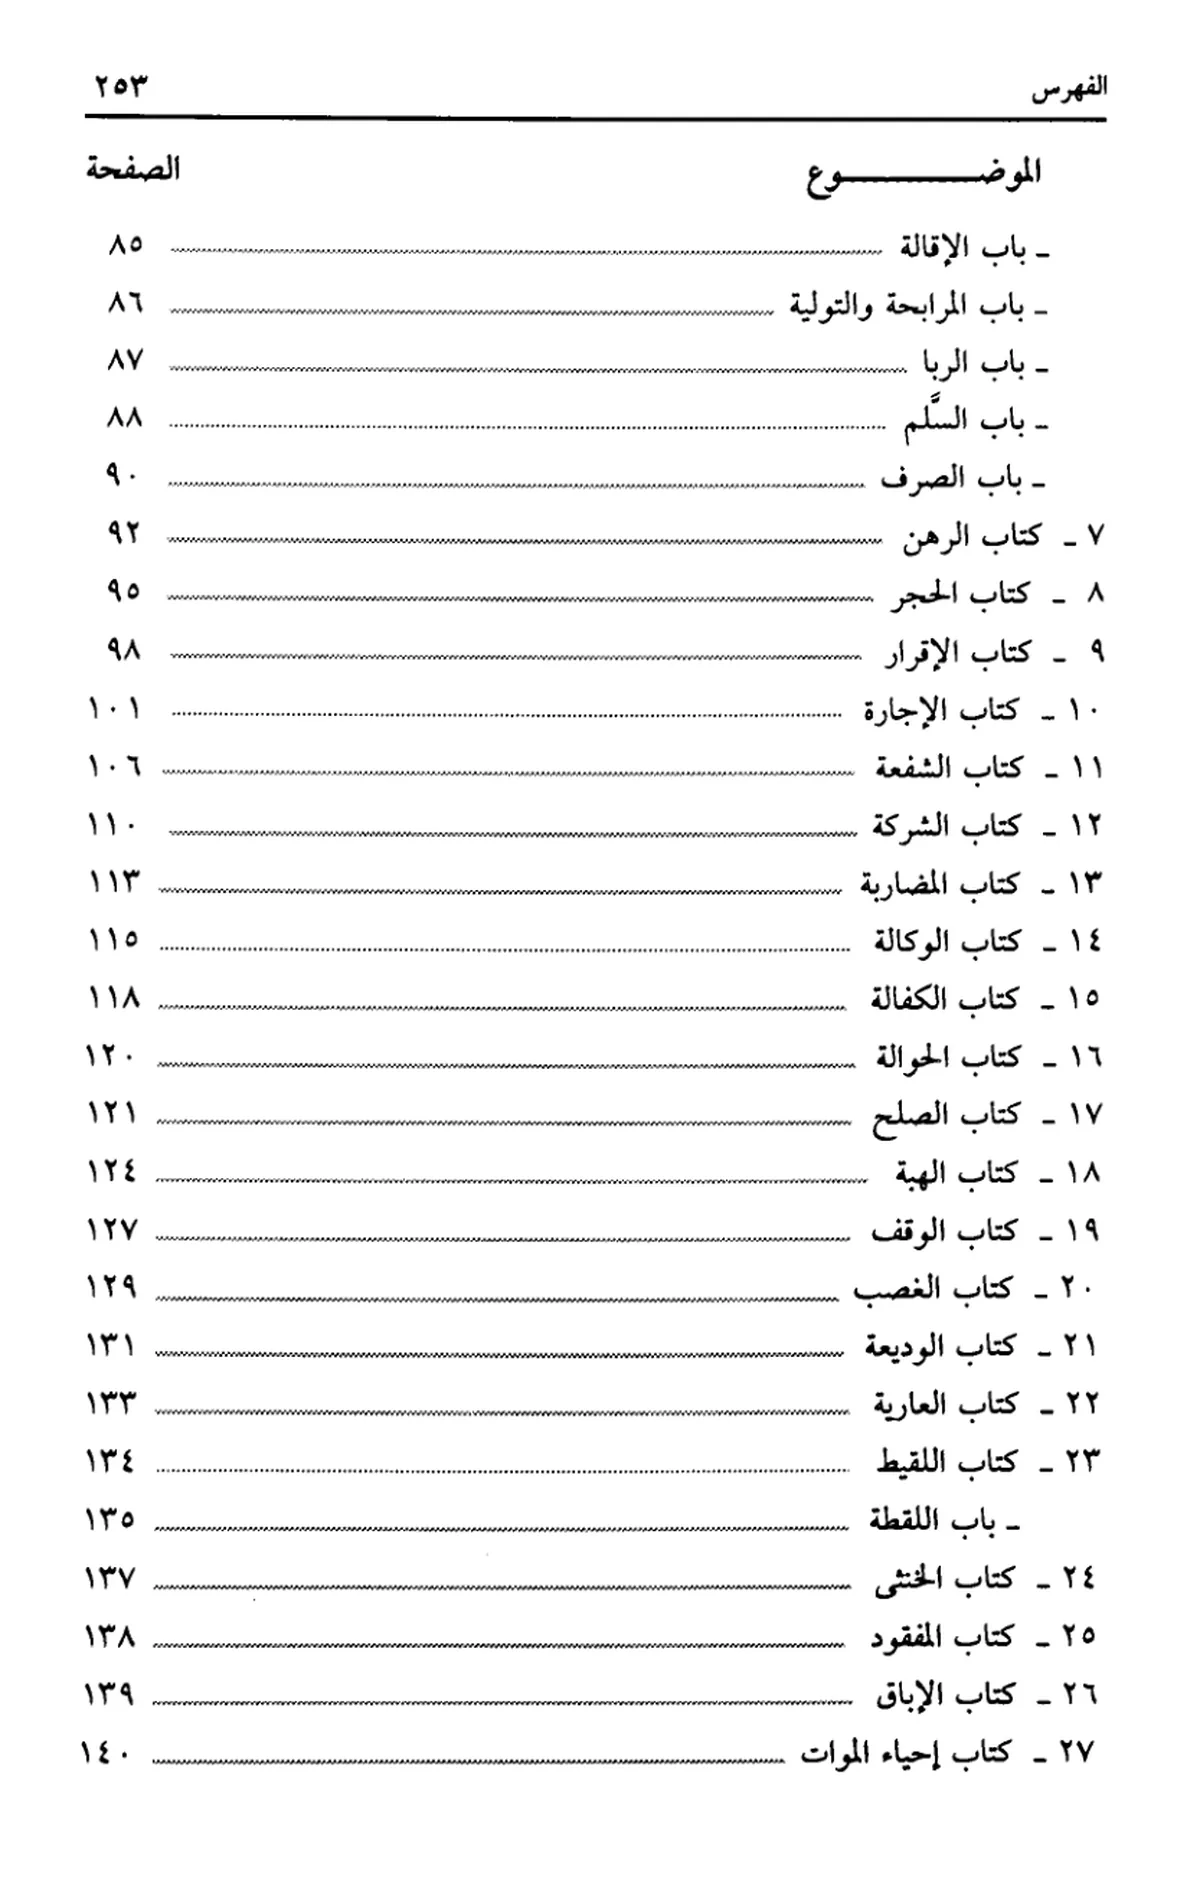 الفهرس ٢٥٣
الموضـــــــــوع الصفحة
ـ باب الإقالة ٨٥
ـ باب المرابحة والتولية ٨٦
ـ باب الربا ٨٧
ـ باب السَّلم ٨٨
ـ باب الصرف ٩٠
٧ ـ كتاب الرهن ٩٢
٨ ـ كتاب الحجر ٩٥
٩ ـ كتاب الإقرار ٩٨
١٠ ـ كتاب الإجارة ١٠١
١١ ـ كتاب الشفعة ١٠٦
١٢ ـ كتاب الشركة ١١٠
١٣ ـ كتاب المضاربة ١١٣
١٤ ـ كتاب الوكالة ١١٥
١٥ ـ كتاب الكفالة ١١٨
١٦ ـ كتاب الحوالة ١٢٠
١٧ ـ كتاب الصلح ١٢١
١٨ ـ كتاب الهبة ١٢٤
١٩ ـ كتاب الوقف ١٢٧
٢٠ ـ كتاب الغصب ١٢٩
٢١ ـ كتاب الوديعة ١٣١
٢٢ ـ كتاب العارية ١٣٣
٢٣ ـ كتاب اللقيط ١٣٤
ـ باب اللقطة ١٣٥
٢٤ ـ كتاب الخنثى ١٣٧
٢٥ ـ كتاب المفقود ١٣٨
٢٦ ـ كتاب الإباق ١٣٩
٢٧ ـ كتاب إحياء الموات ١٤٠